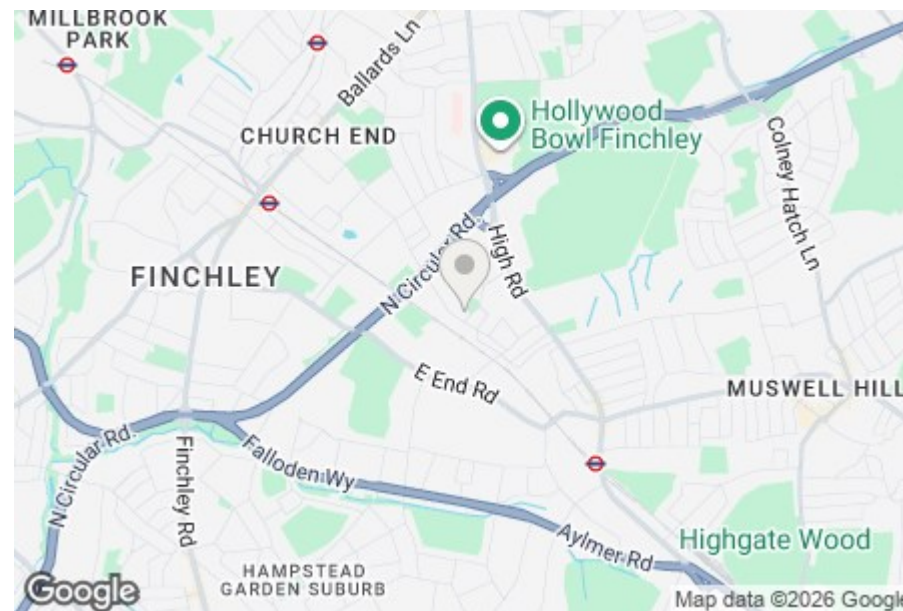 MILLBROOK
PARK
Ballards Ln
CHURCH END
Hollywood
Bowl Finchley
Colney Hatch Ln
FINCHLEY
N Circular Rd.
High Rd
E End Rd
MUSWELL HILL
N Circular Rd.
Finchley Rd
Falloden Wy
Aylmer Rd
Highgate Wood
HAMPSTEAD
GARDEN SUBURB
Google
Map data ©2026 Google